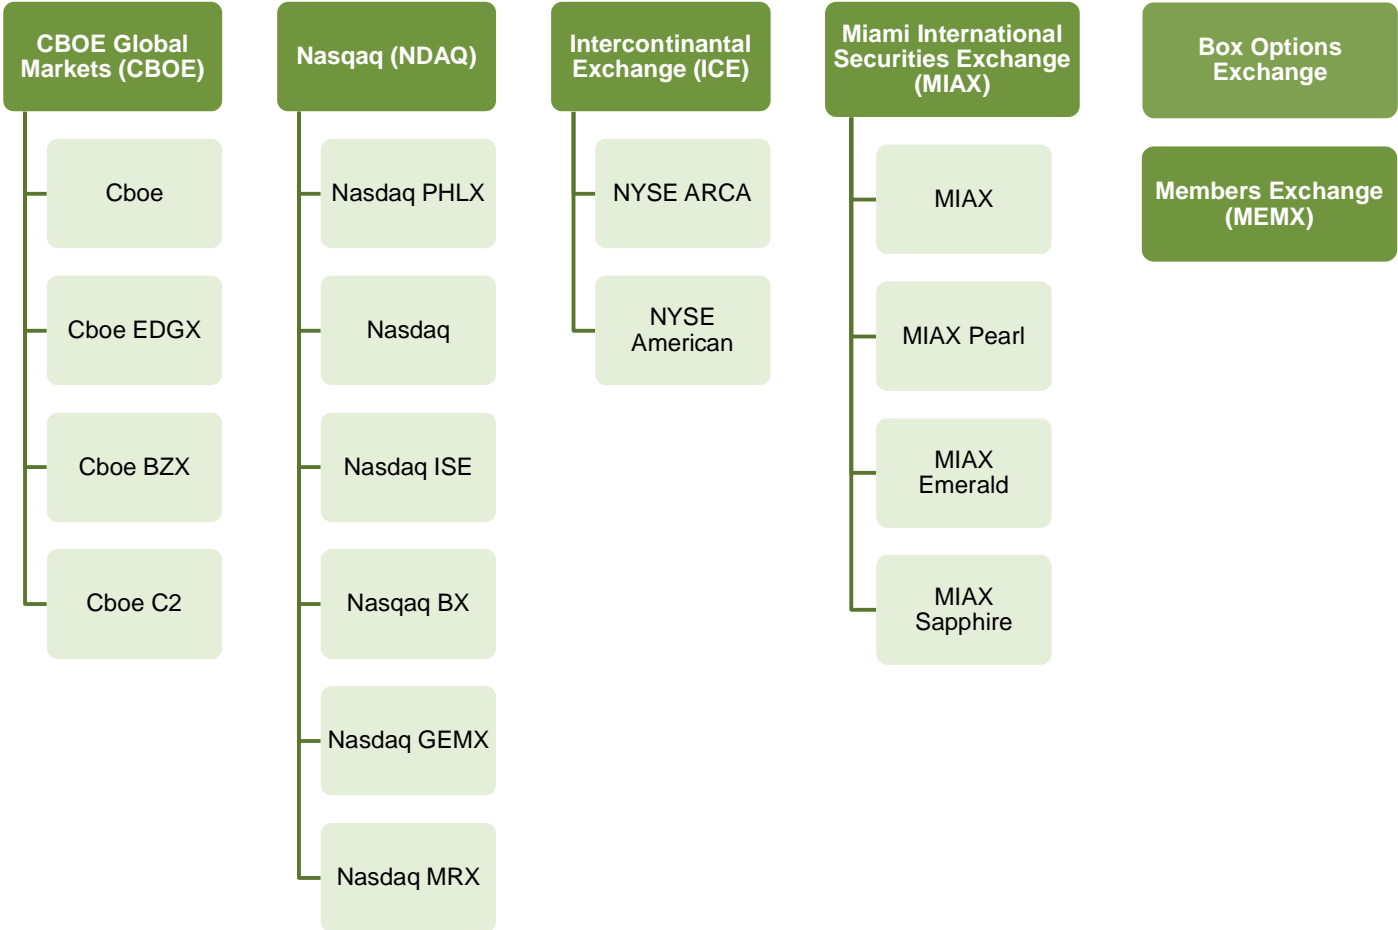 CBOE Global
Markets (CBOE)
Cboe
Cboe EDGX
Cboe BZX
Cboe C2
Nasqaq (NDAQ)
Nasdaq PHLX
Nasdaq
Nasdaq ISE
Nasqaq BX
Nasdaq GEMX
Nasdaq MRX
Intercontinantal
Exchange (ICE)
NYSE ARCA
NYSE
American
Miami International
Securities Exchange
(MIAX)
MIAX
MIAX Pearl
MIAX
Emerald
MIAX
Sapphire
Box Options
Exchange
Members Exchange
(MEMX)